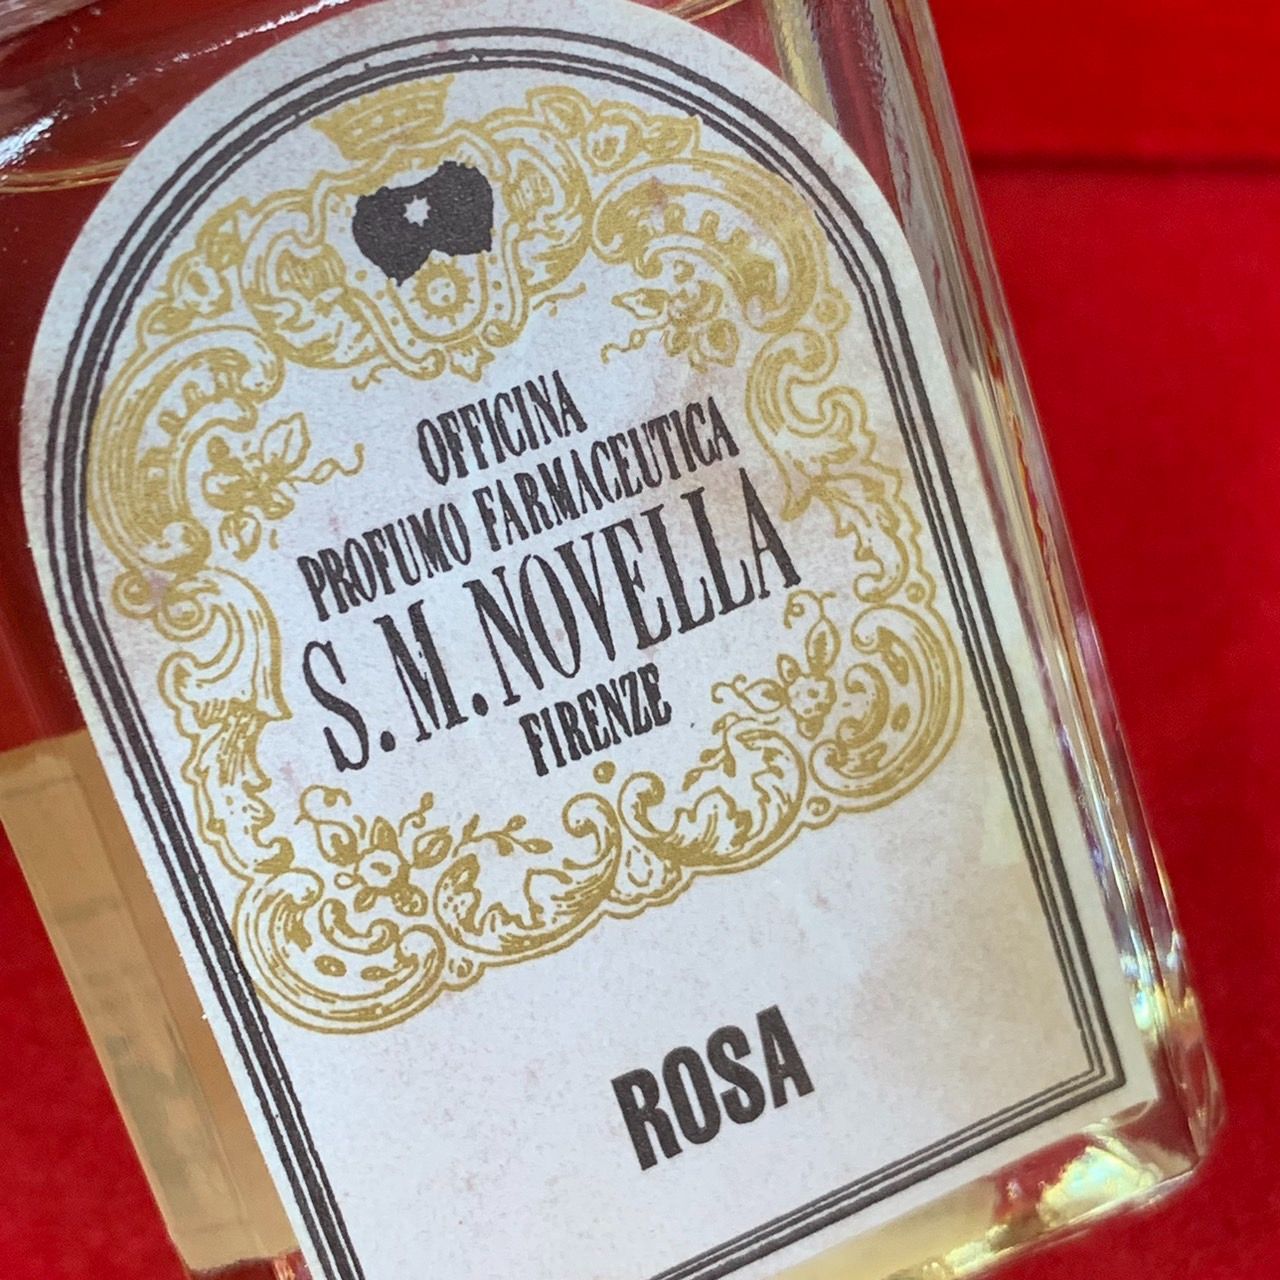 OFFICINA
PROFUMO FARMACEUTICA
S. M. NOVELLA
FIRENZE
ROSA